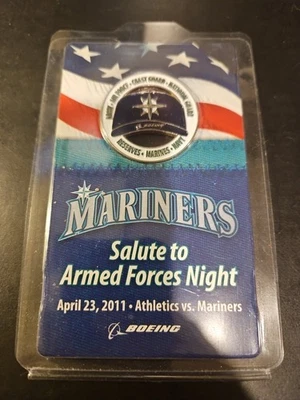 ARMY • AIR FORCE • COAST GUARD • NATIONAL GUARD
BOEING
RESERVES • MARINES • NAVY
MARINERS
Salute to
Armed Forces Night
April 23, 2011 • Athletics vs. Mariners
BOEING